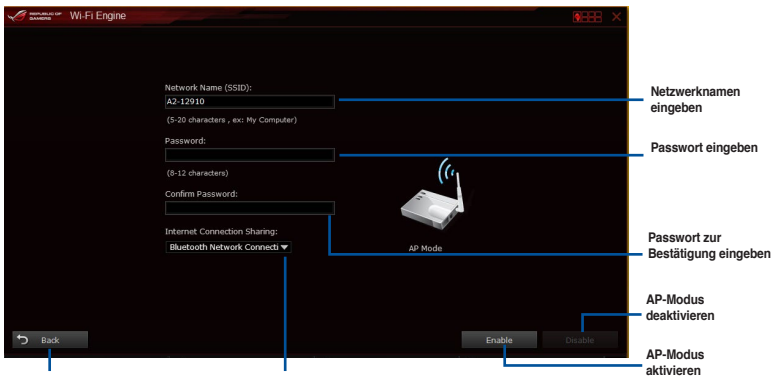 REPUBLIC OF
GAMERS
Wi-Fi Engine
Network Name (SSID):
A2-12910
(5-20 characters , ex: My Computer)
Password:
(8-12 characters)
Confirm Password:
Internet Connection Sharing:
Bluetooth Network Connecti
AP Mode
Back
Enable
Disable
Netzwerknamen
eingeben
Passwort eingeben
Passwort zur
Bestätigung eingeben
AP-Modus
deaktivieren
AP-Modus
aktivieren